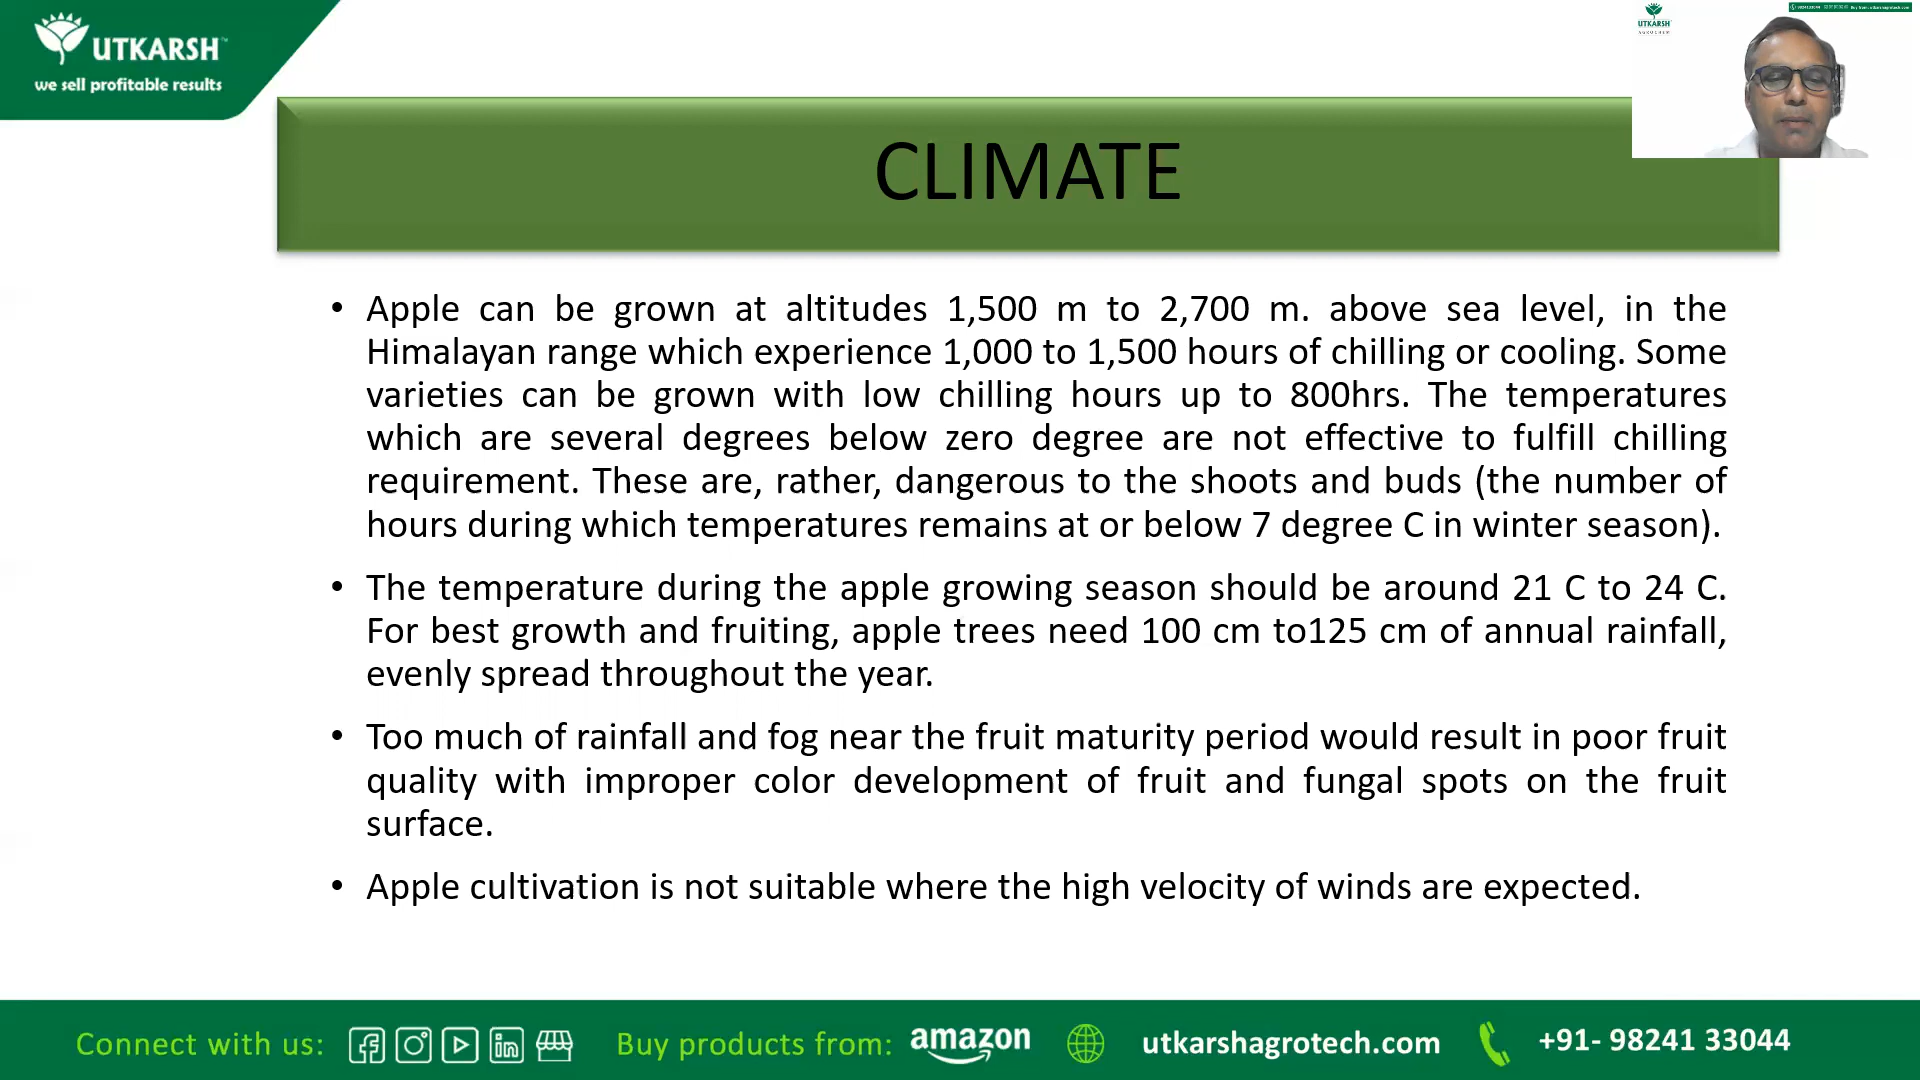 UTKARSH™
we sell profitable results
UTKARSH
AGROCHEM
CLIMATE
• Apple can be grown at altitudes 1,500 m to 2,700 m. above sea level, in the
Himalayan range which experience 1,000 to 1,500 hours of chilling or cooling. Some
varieties can be grown with low chilling hours up to 800hrs. The temperatures
which are several degrees below zero degree are not effective to fulfill chilling
requirement. These are, rather, dangerous to the shoots and buds (the number of
hours during which temperatures remains at or below 7 degree C in winter season).
• The temperature during the apple growing season should be around 21 C to 24 C.
For best growth and fruiting, apple trees need 100 cm to125 cm of annual rainfall,
evenly spread throughout the year.
• Too much of rainfall and fog near the fruit maturity period would result in poor fruit
quality with improper color development of fruit and fungal spots on the fruit
surface.
• Apple cultivation is not suitable where the high velocity of winds are expected.
Connect with us: Buy products from: amazon utkarshagrotech.com +91- 98241 33044